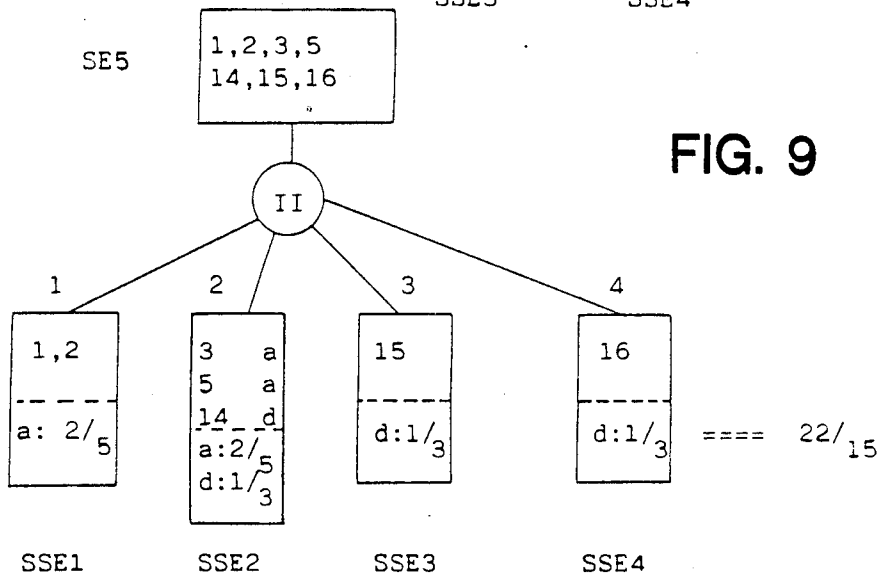 SSE3 SSE4
SE5
1,2,3,5
14,15,16
FIG. 9
II
1 2 3 4
1,2
a: 2/5
3 a
5 a
14 d
a:2/5
d:1/3
15
d:1/3
16
d:1/3
==== 22/15
SSE1 SSE2 SSE3 SSE4